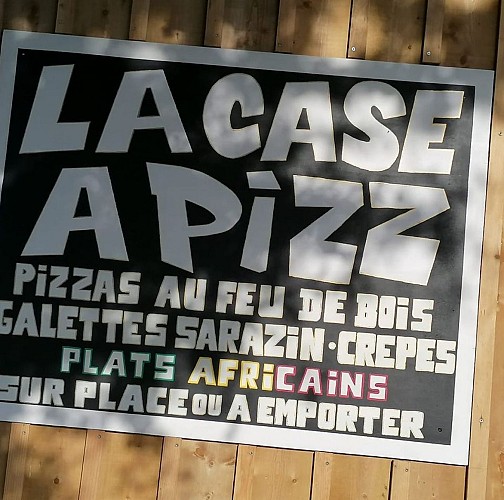 LA CASE
A PiZZ
PiZZAS AU FEU DE BOiS
GALETTES SARAZiN · CREPES
PLATS AFRiCAiNS
SUR PLACE OU A EMPORTER